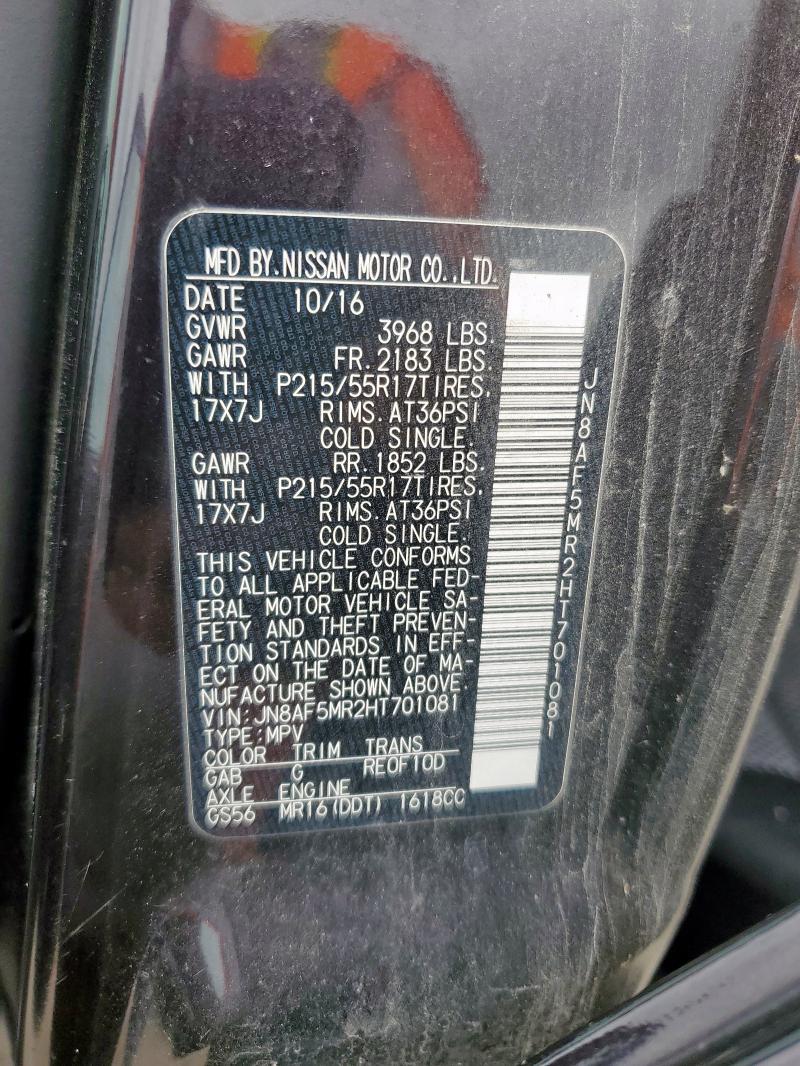 MFD BY.NISSAN MOTOR CO.,LTD.
DATE 10/16
GVWR 3968 LBS.
GAWR FR.2183 LBS.
WITH P215/55R17TIRES.
17X7J RIMS.AT36PSI
COLD SINGLE.
GAWR RR.1852 LBS.
WITH P215/55R17TIRES.
17X7J RIMS.AT36PSI
COLD SINGLE.
THIS VEHICLE CONFORMS
TO ALL APPLICABLE FED-
ERAL MOTOR VEHICLE SA-
FETY AND THEFT PREVEN-
TION STANDARDS IN EFF-
ECT ON THE DATE OF MA-
NUFACTURE SHOWN ABOVE.
VIN:JN8AF5MR2HT701081
TYPE:MPV
COLOR TRIM TRANS
GAB G RE0F10D
AXLE ENGINE
GS56 MR16(DDT) 1618CC
JN8AF5MR2HT701081